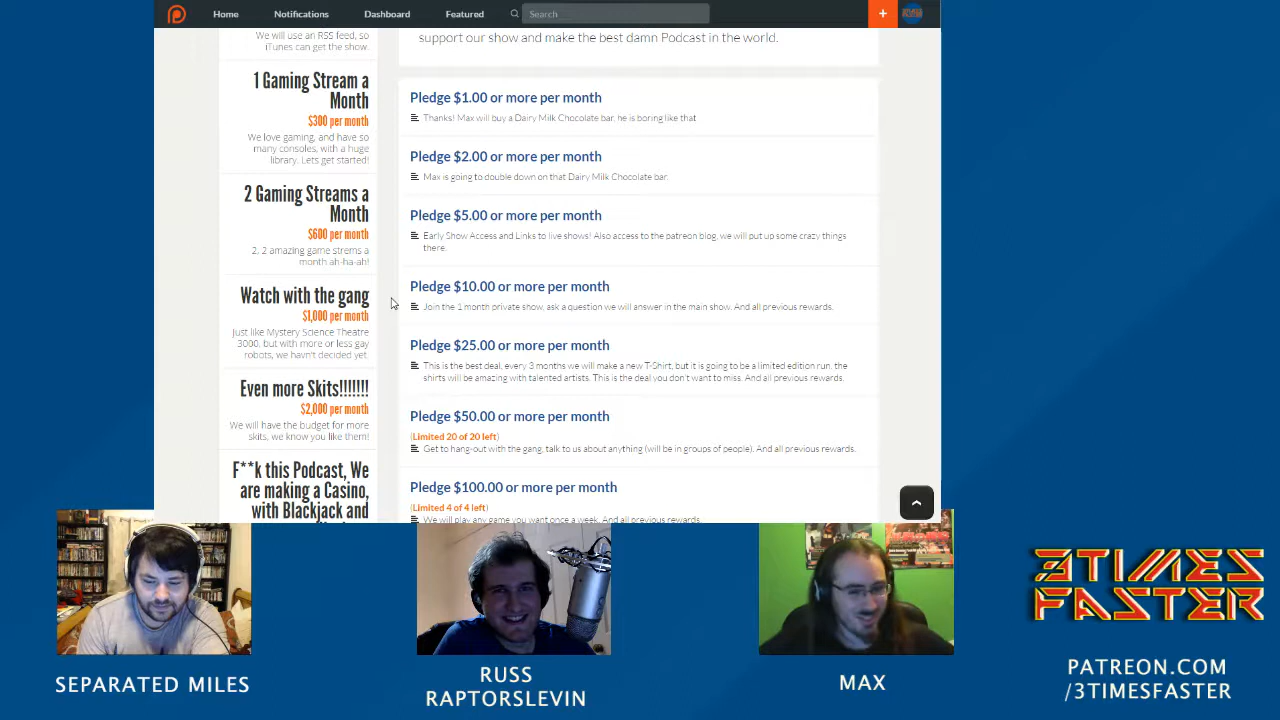 Home Notifications Dashboard Featured Search +
We will use an RSS feed, so
iTunes can get the show.
1 Gaming Stream a
Month
$300 per month
We love gaming, and have so
many consoles, with a huge
library. Lets get started!
2 Gaming Streams a
Month
$600 per month
2, 2 amazing game strems a
month ah-ha-ah!
Watch with the gang
$1,000 per month
Just like Mystery Science Theatre
3000, but with more or less gay
robots, we havn't decided yet.
Even more Skits!!!!!!!
$2,000 per month
We will have the budget for more
skits, we know you like them!
F**k this Podcast, We
are making a Casino,
with Blackjack and
support our show and make the best damn Podcast in the world.
Pledge $1.00 or more per month
Thanks! Max will buy a Dairy Milk Chocolate bar, he is boring like that
Pledge $2.00 or more per month
Max is going to double down on that Dairy Milk Chocolate bar.
Pledge $5.00 or more per month
Early Show Access and Links to live shows! Also access to the patreon blog, we will put up some crazy things
there.
Pledge $10.00 or more per month
Join the 1 month private show, ask a question we will answer in the main show. And all previous rewards.
Pledge $25.00 or more per month
This is the best deal, every 3 months we will make a new T-Shirt, but it is going to be a limited edition run, the
shirts will be amazing with talented artists. This is the deal you don't want to miss. And all previous rewards.
Pledge $50.00 or more per month
(Limited 20 of 20 left)
Get to hang-out with the gang, talk to us about anything (will be in groups of people). And all previous rewards.
Pledge $100.00 or more per month
(Limited 4 of 4 left)
We will play any game you want once a week. And all previous rewards.
SEPARATED MILES
RUSS
RAPTORSLEVIN
MAX
3TIMES
FASTER
PATREON.COM
/3TIMESFASTER